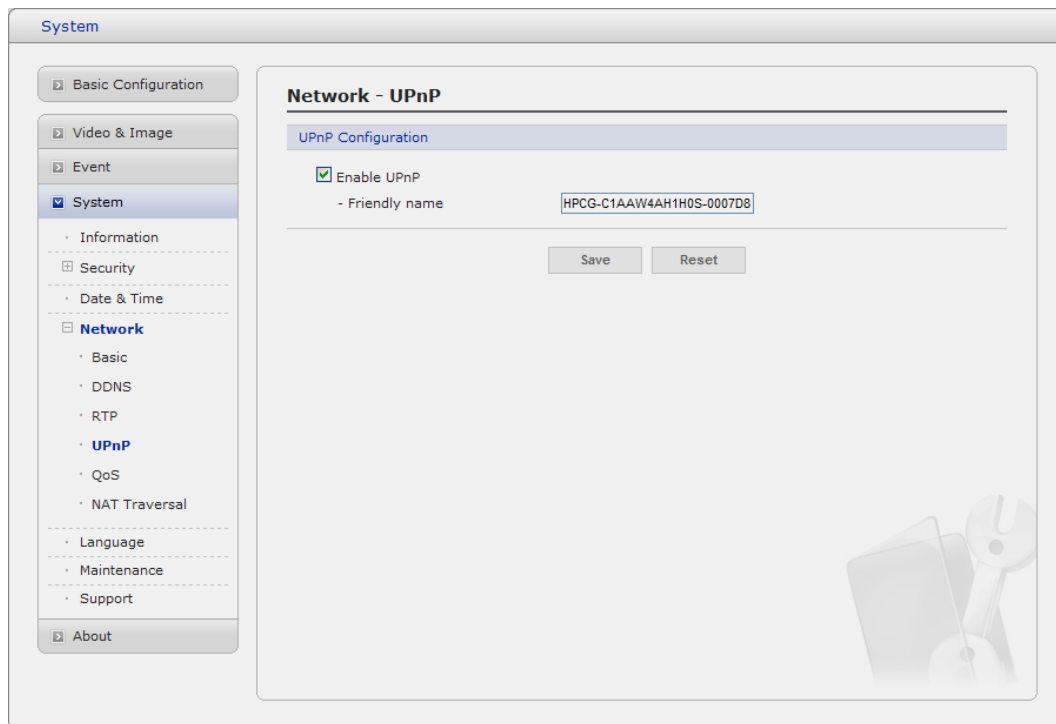 System
Basic Configuration
Video & Image
Event
System
· Information
Security
· Date & Time
Network
· Basic
· DDNS
· RTP
· UPnP
· QoS
· NAT Traversal
· Language
· Maintenance
· Support
About
Network - UPnP
UPnP Configuration
Enable UPnP
- Friendly name HPCG-C1AAW4AH1H0S-0007D8
Save Reset